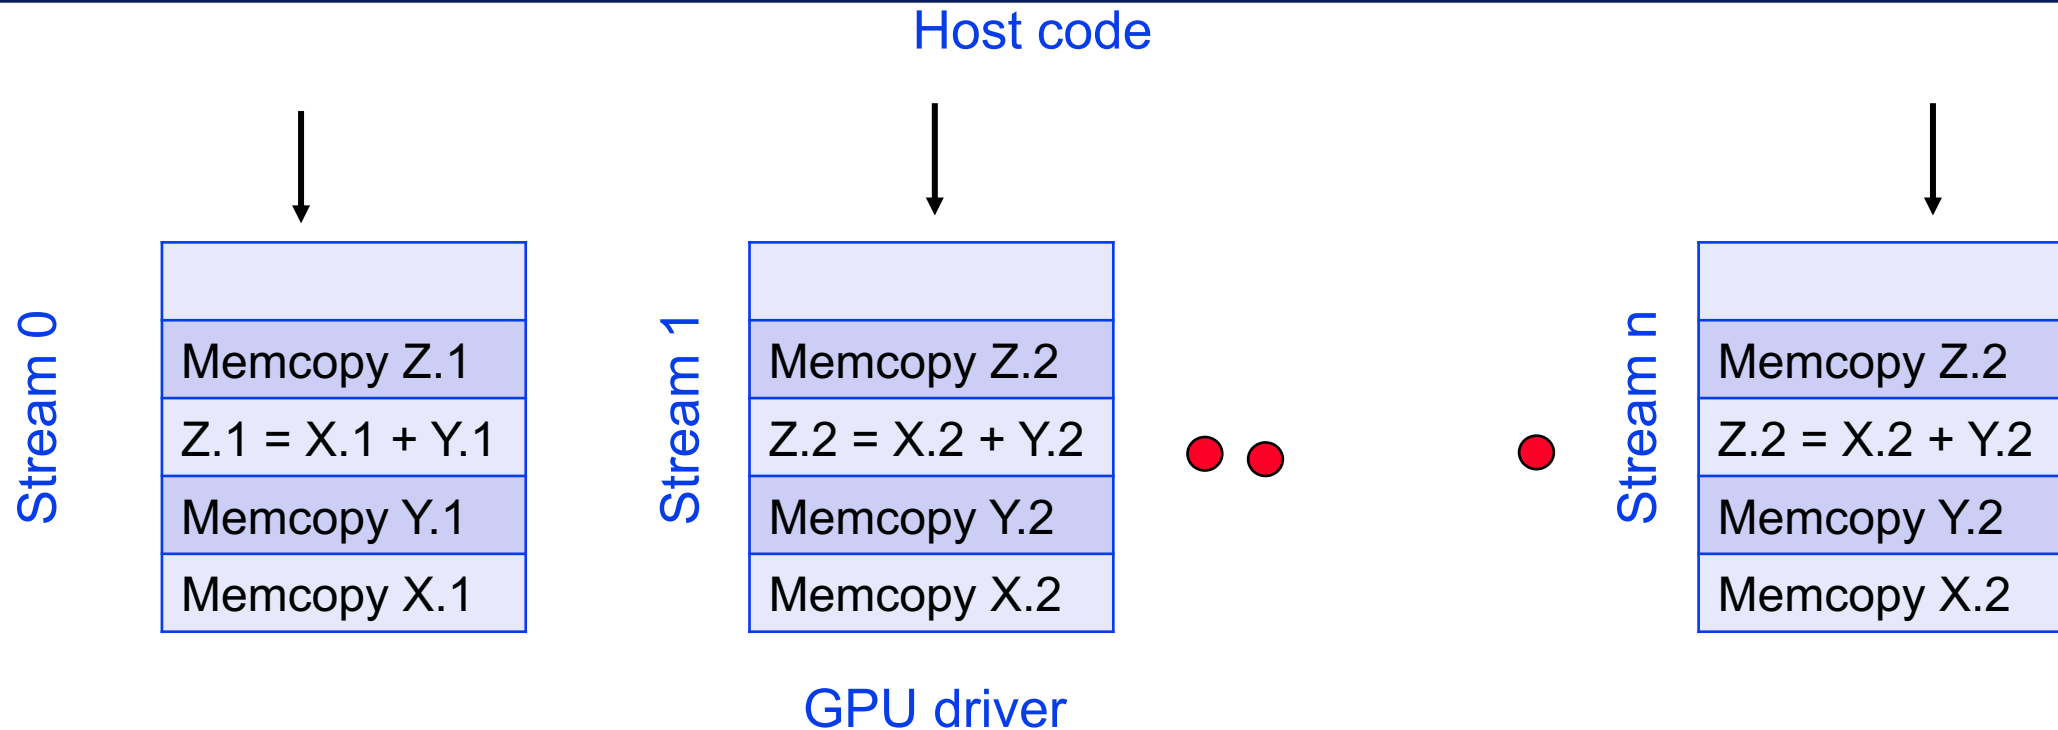 Host code
Stream 0
Memcopy Z.1
Z.1 = X.1 + Y.1
Memcopy Y.1
Memcopy X.1
Stream 1
Memcopy Z.2
Z.2 = X.2 + Y.2
Memcopy Y.2
Memcopy X.2
Stream n
Memcopy Z.2
Z.2 = X.2 + Y.2
Memcopy Y.2
Memcopy X.2
GPU driver